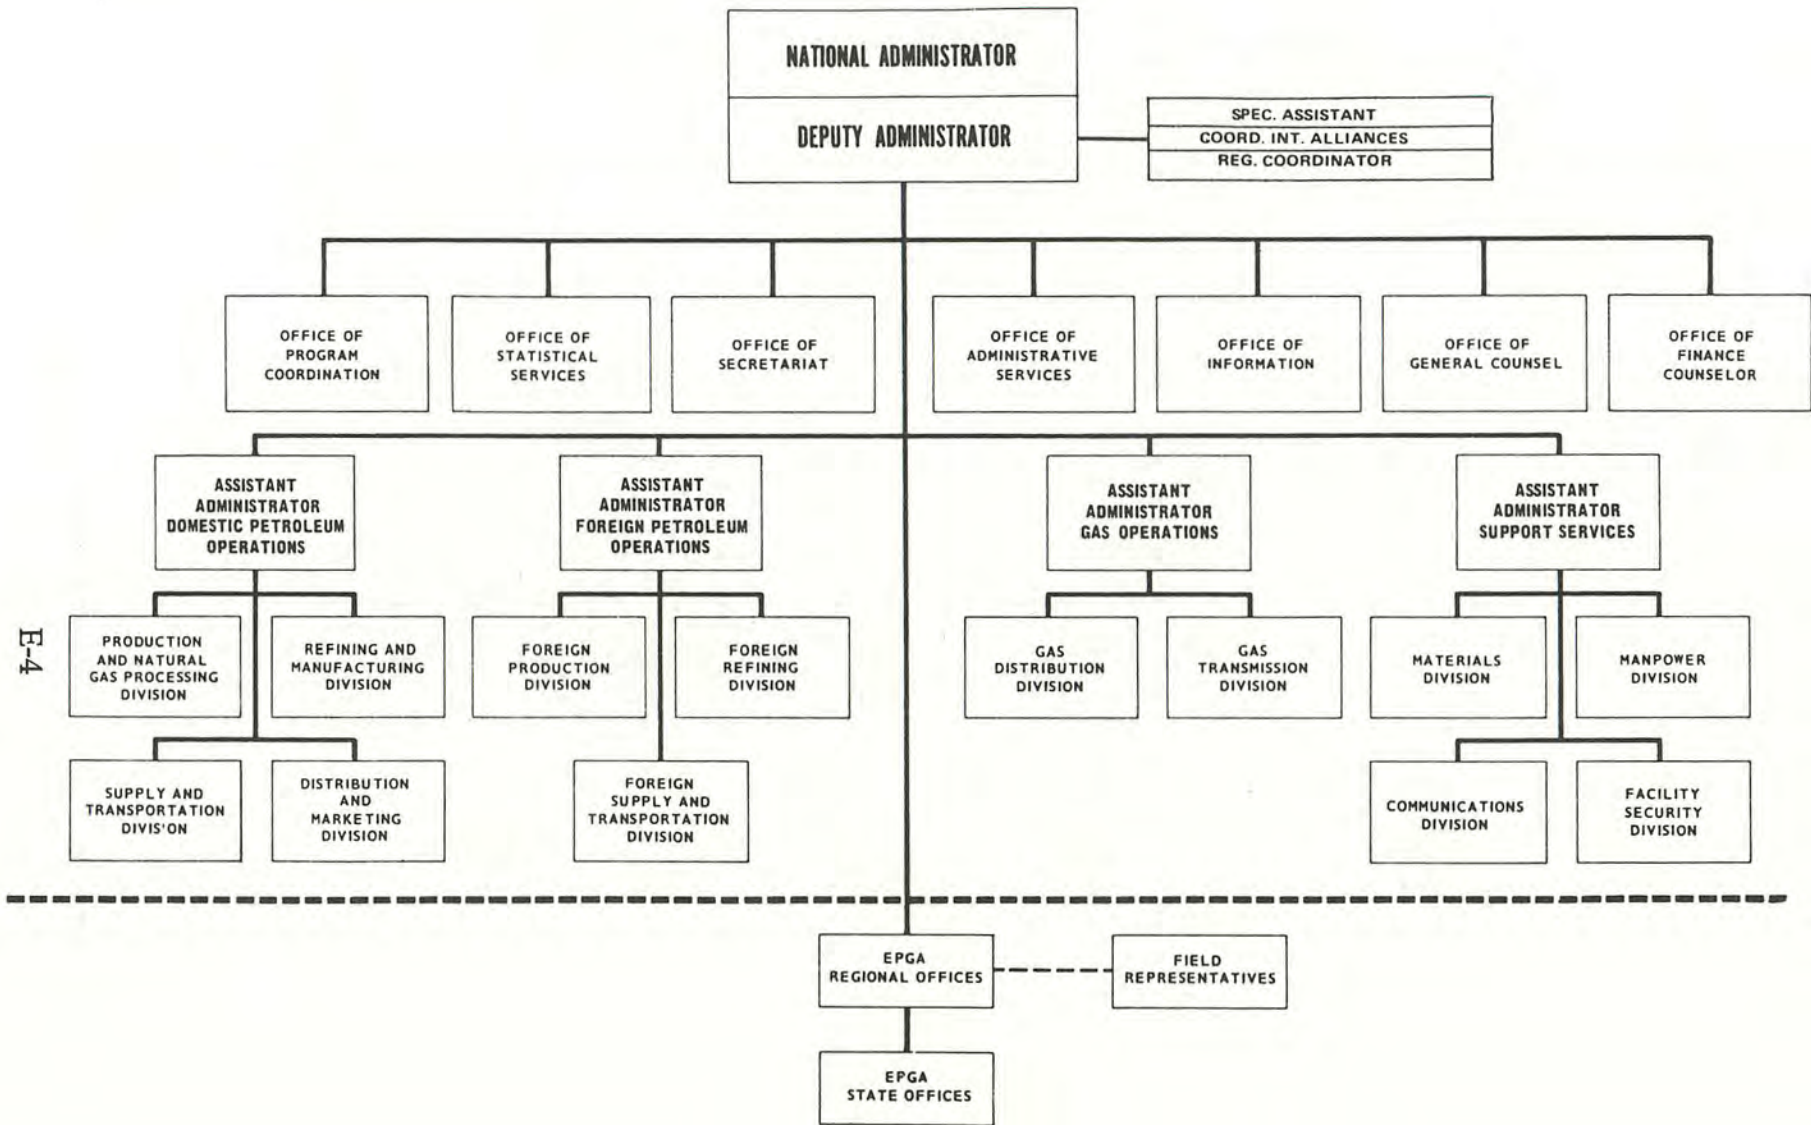 NATIONAL ADMINISTRATOR
DEPUTY ADMINISTRATOR
SPEC. ASSISTANT
COORD. INT. ALLIANCES
REG. COORDINATOR
OFFICE OF
PROGRAM
COORDINATION
OFFICE OF
STATISTICAL
SERVICES
OFFICE OF
SECRETARIAT
OFFICE OF
ADMINISTRATIVE
SERVICES
OFFICE OF
INFORMATION
OFFICE OF
GENERAL COUNSEL
OFFICE OF
FINANCE
COUNSELOR
ASSISTANT
ADMINISTRATOR
DOMESTIC PETROLEUM
OPERATIONS
ASSISTANT
ADMINISTRATOR
FOREIGN PETROLEUM
OPERATIONS
ASSISTANT
ADMINISTRATOR
GAS OPERATIONS
ASSISTANT
ADMINISTRATOR
SUPPORT SERVICES
PRODUCTION
AND NATURAL
GAS PROCESSING
DIVISION
REFINING AND
MANUFACTURING
DIVISION
FOREIGN
PRODUCTION
DIVISION
FOREIGN
REFINING
DIVISION
GAS
DISTRIBUTION
DIVISION
GAS
TRANSMISSION
DIVISION
MATERIALS
DIVISION
MANPOWER
DIVISION
SUPPLY AND
TRANSPORTATION
DIVIS'ON
DISTRIBUTION
AND
MARKETING
DIVISION
FOREIGN
SUPPLY AND
TRANSPORTATION
DIVISION
COMMUNICATIONS
DIVISION
FACILITY
SECURITY
DIVISION
EPGA
REGIONAL OFFICES
FIELD
REPRESENTATIVES
EPGA
STATE OFFICES
E-4